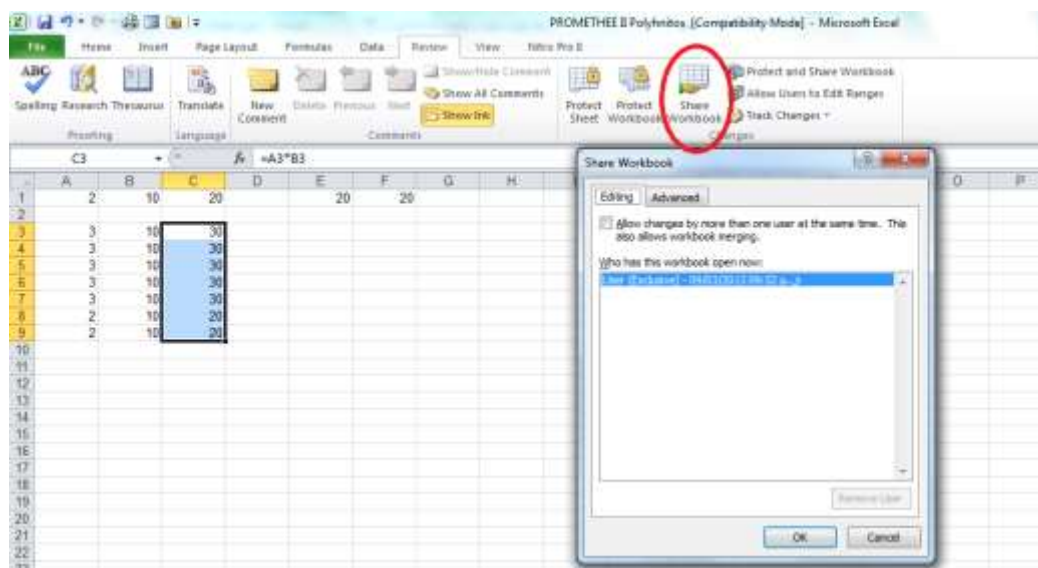 PROMETHEE II Polyfnitos [Compatibility Mode] - Microsoft Excel
File Home Insert Page Layout Formulas Data Review View Nitro Pro
ABC
Spelling Research Thesaurus Translate New Comment Delete Previous Next
Show/Hide Comment
Show All Comments
Show Ink
Protect Sheet Protect Workbook Share Workbook
Protect and Share Workbook
Allow Users to Edit Ranges
Track Changes
Proofing Language Comments Changes
C3 fx =A3*B3
A B C D E F G H O P
1 2 10 20 20 20
2
3 3 10 30
4 3 10 30
5 3 10 30
6 3 10 30
7 3 10 30
8 2 10 20
9 2 10 20
10
11
12
13
14
15
16
17
18
19
20
21
22
Share Workbook
Editing Advanced
Allow changes by more than one user at the same time. This
also allows workbook merging.
Who has this workbook open now:
User (Exclusive) -
Remove User
OK Cancel